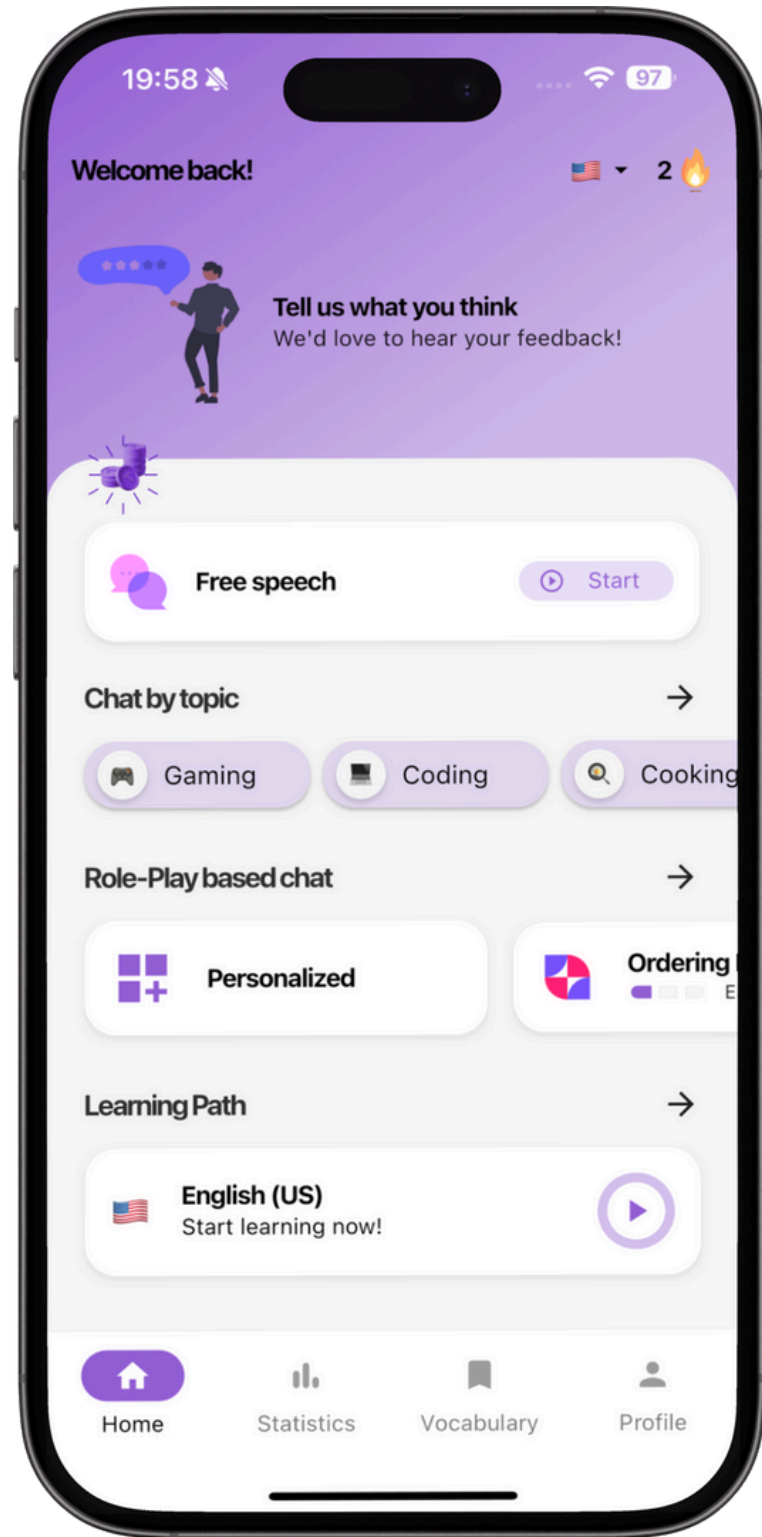 19:58
97
Welcome back!
2
Tell us what you think
We'd love to hear your feedback!
Free speech
Start
Chat by topic
Gaming Coding Cooking
Role-Play based chat
Personalized
Ordering
E
Learning Path
English (US)
Start learning now!
Home Statistics Vocabulary Profile